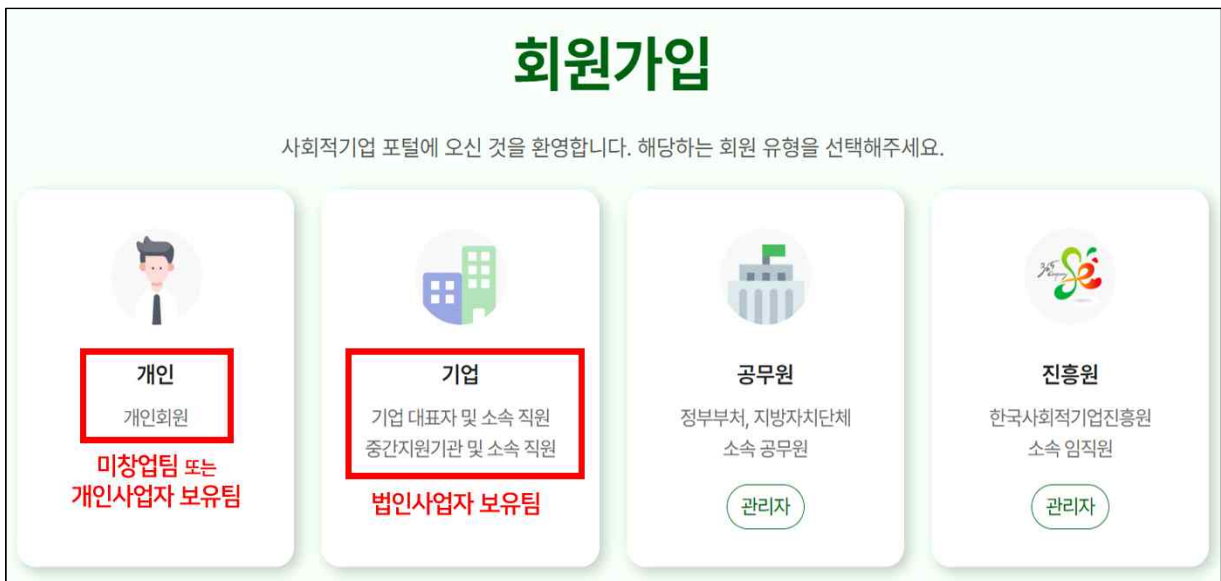 회원가입
사회적기업 포털에 오신 것을 환영합니다. 해당하는 회원 유형을 선택해주세요.
개인
개인회원
미창업팀 또는
개인사업자 보유팀
기업
기업 대표자 및 소속 직원
중간지원기관 및 소속 직원
법인사업자 보유팀
공무원
정부부처, 지방자치단체
소속 공무원
관리자
진흥원
한국사회적기업진흥원
소속 임직원
관리자